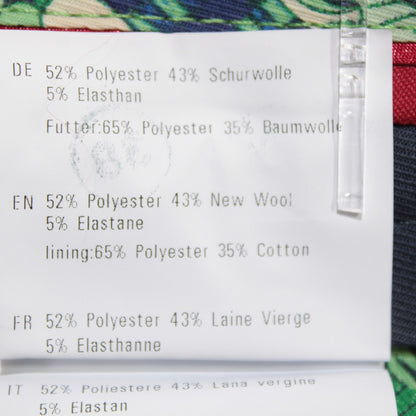 DE 52% Polyester 43% Schurwolle
5% Elasthan
Futter:65% Polyester 35% Baumwolle
EN 52% Polyester 43% New Wool
5% Elastane
lining:65% Polyester 35% Cotton
FR 52% Polyester 43% Laine Vierge
5% Elasthanne
IT 52% Poliestere 43% Lana vergine
5% Elastan